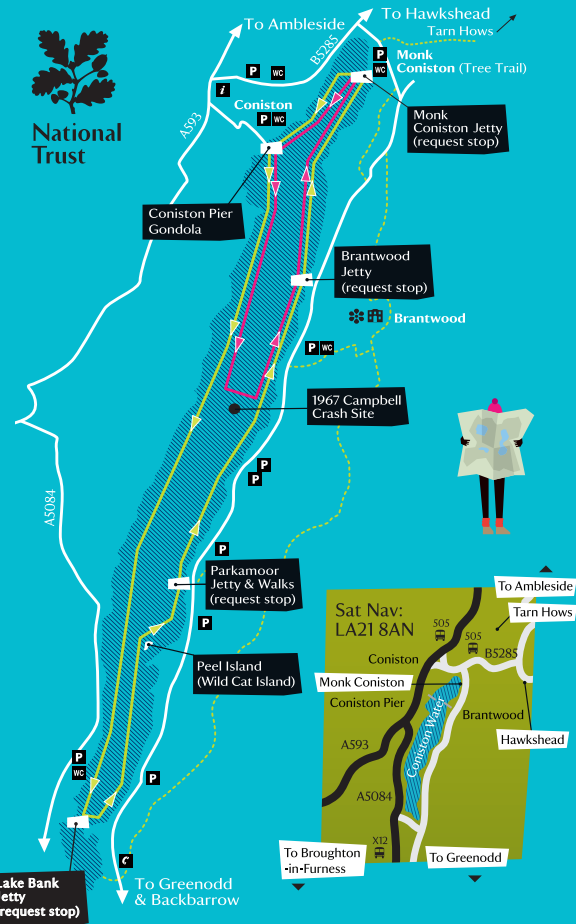 To Ambleside
To Hawkshead
Tarn Hows
B5285
P
WC
P
WC
Monk
Coniston (Tree Trail)
i
Coniston
P WC
A593
National
Trust
Monk
Coniston Jetty
(request stop)
Coniston Pier
Gondola
Brantwood
Jetty
(request stop)
Brantwood
P WC
1967 Campbell
Crash Site
P
P
A5084
P
Parkamoor
Jetty & Walks
(request stop)
P
Peel Island
(Wild Cat Island)
P
WC
P
Lake Bank
Jetty
(request stop)
To Greenodd
& Backbarrow
Sat Nav:
LA21 8AN
To Ambleside
Tarn Hows
505
505
B5285
Coniston
Monk Coniston
Coniston Pier
Brantwood
Hawkshead
Coniston Water
A593
A5084
X12
To Broughton
-in-Furness
To Greenodd